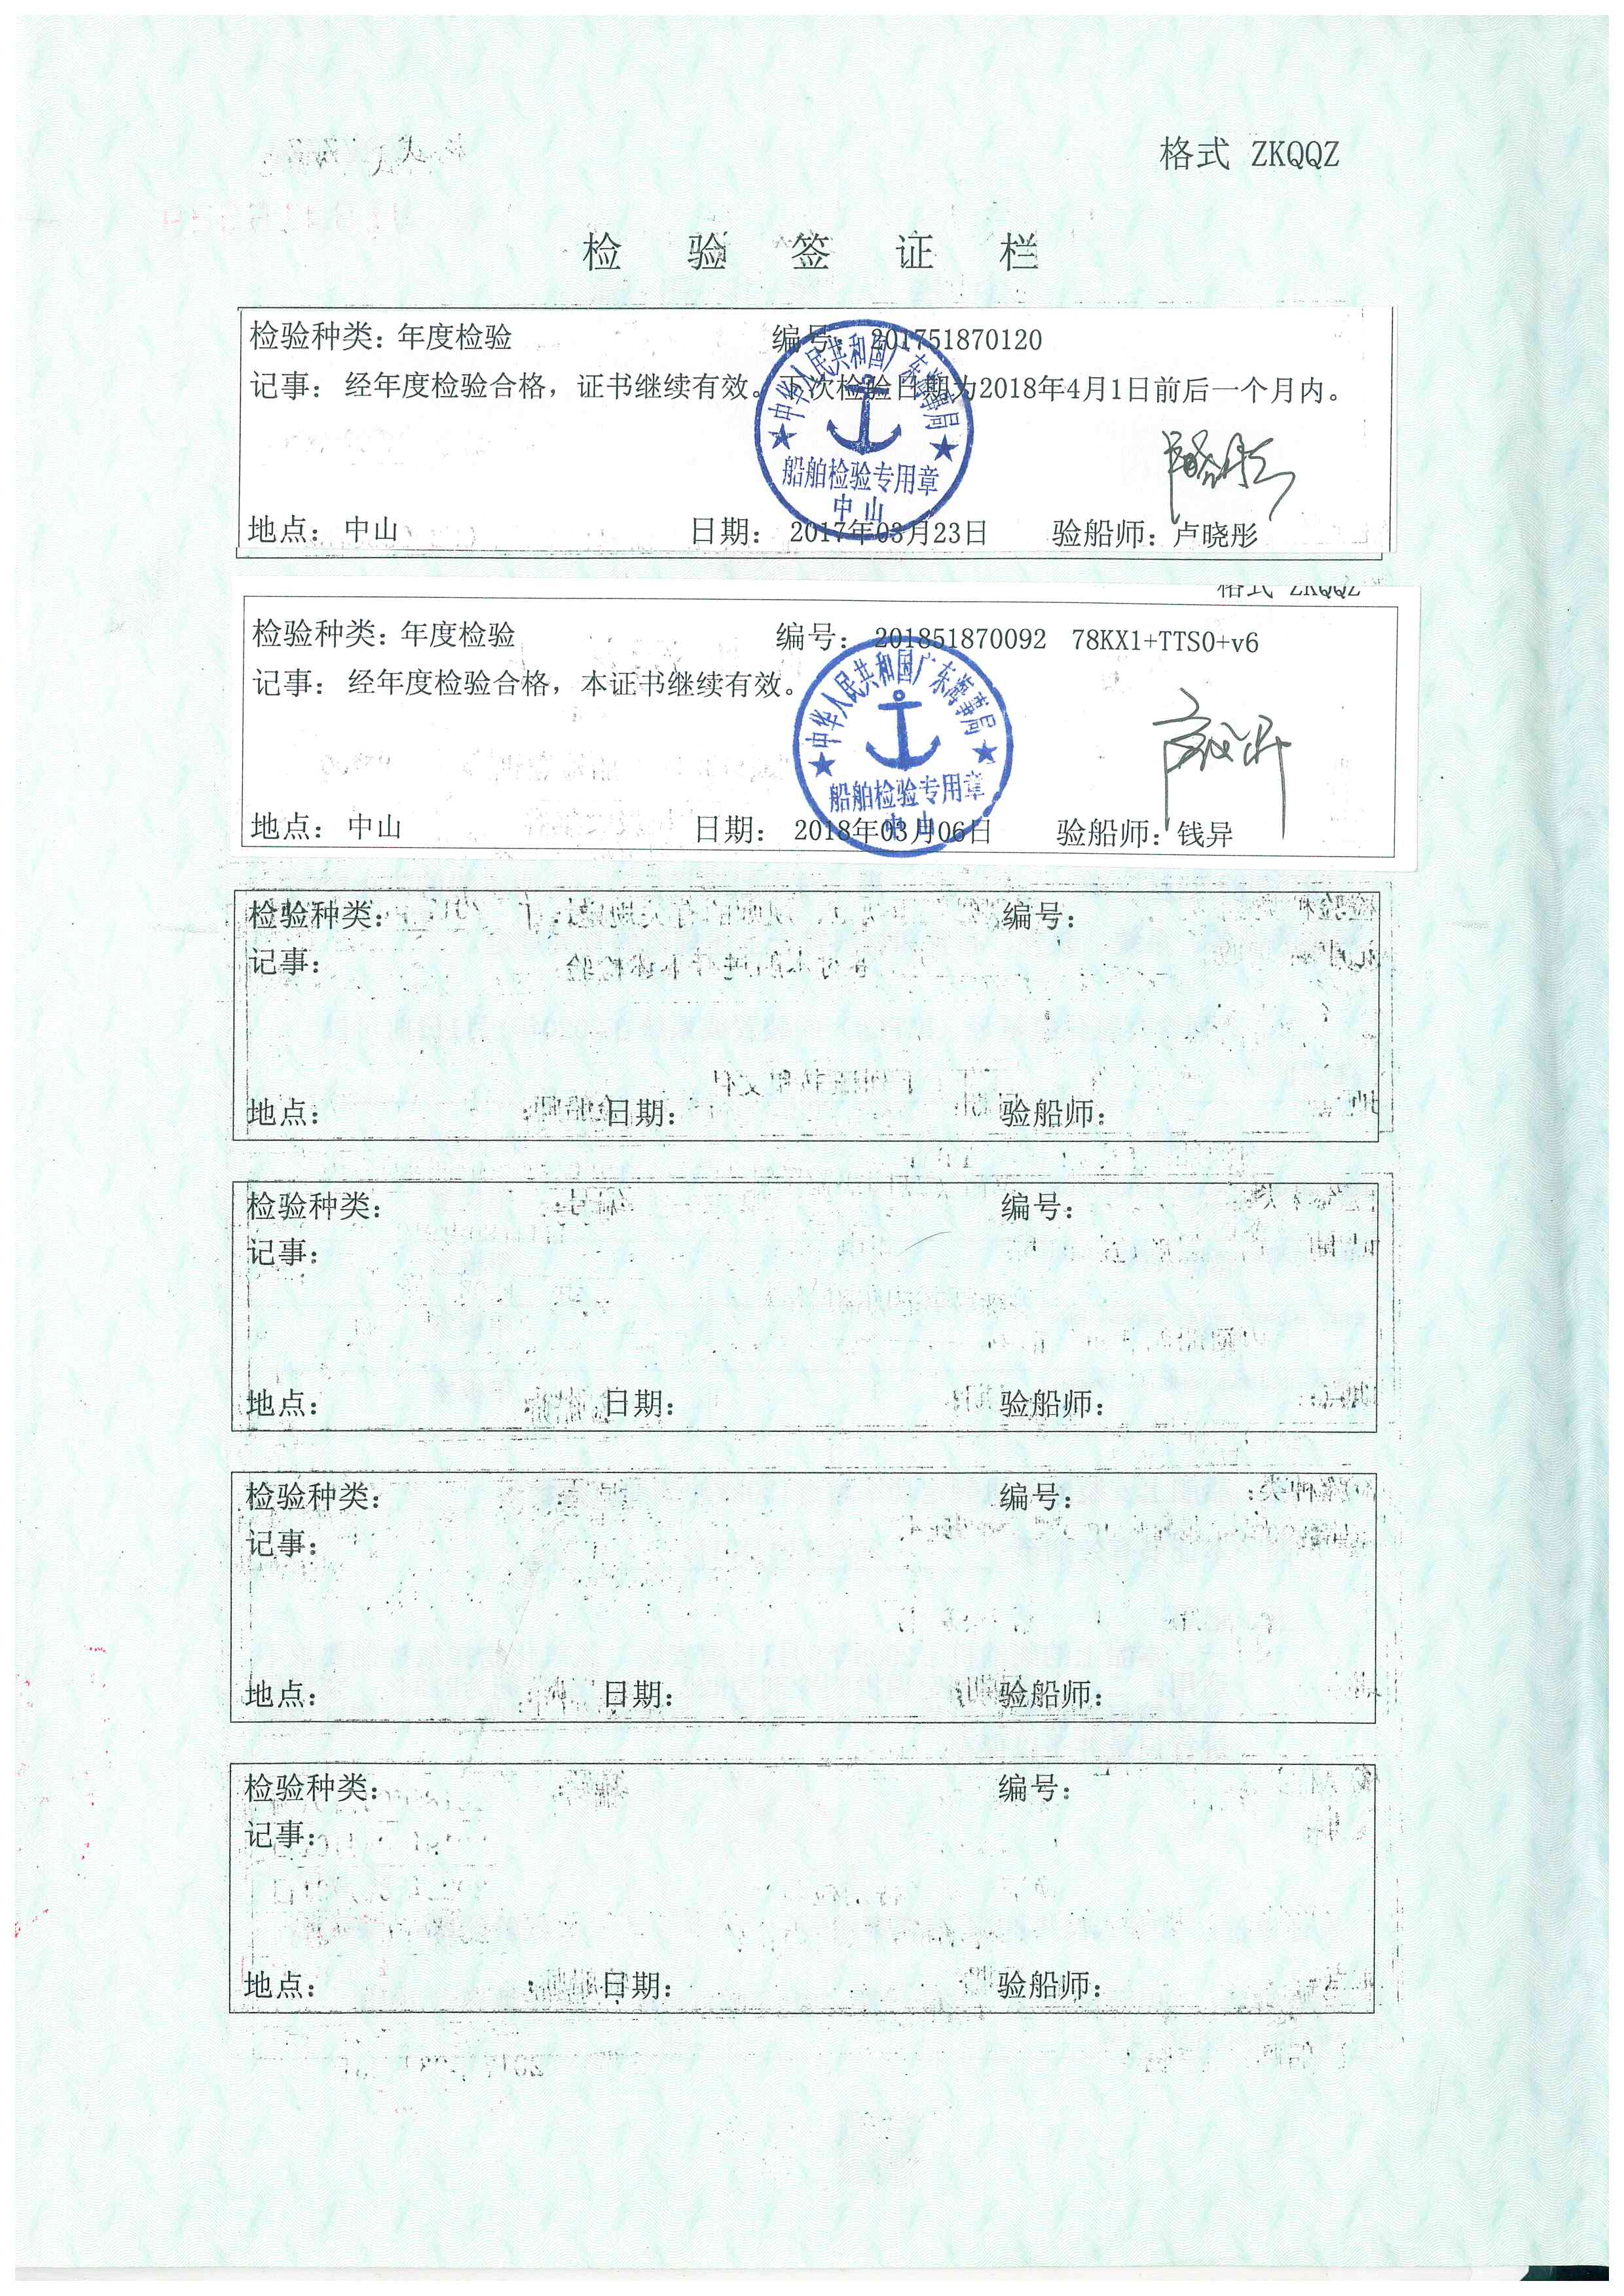 格式 ZKQQZ
检 验 签 证 栏
检验种类：年度检验 编号：201751870120
记事：经年度检验合格，证书继续有效。下次检验日期为2018年4月1日前后一个月内。
中华人民共和国广东海事局
船舶检验专用章
中山
地点：中山 日期：2017年03月23日 验船师：卢晓彤
格式 ZKQQZ
检验种类：年度检验 编号：201851870092 78KX1+TTS0+v6
记事：经年度检验合格，本证书继续有效。
中华人民共和国广东海事局
船舶检验专用章
中山
地点：中山 日期：2018年03月06日 验船师：钱异
检验种类： 编号：
记事：
地点： 日期： 验船师：
检验种类： 编号：
记事：
地点： 日期： 验船师：
检验种类： 编号：
记事：
地点： 日期： 验船师：
检验种类： 编号：
记事：
地点： 日期： 验船师：